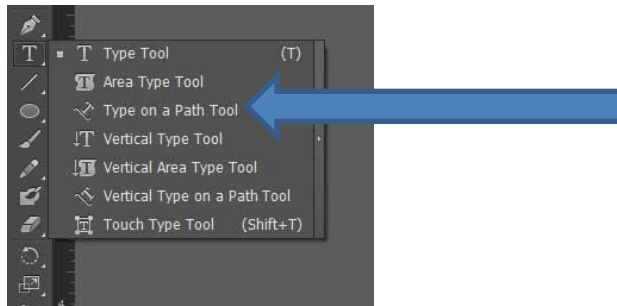 Type Tool (T)
Area Type Tool
Type on a Path Tool
Vertical Type Tool
Vertical Area Type Tool
Vertical Type on a Path Tool
Touch Type Tool (Shift+T)
4